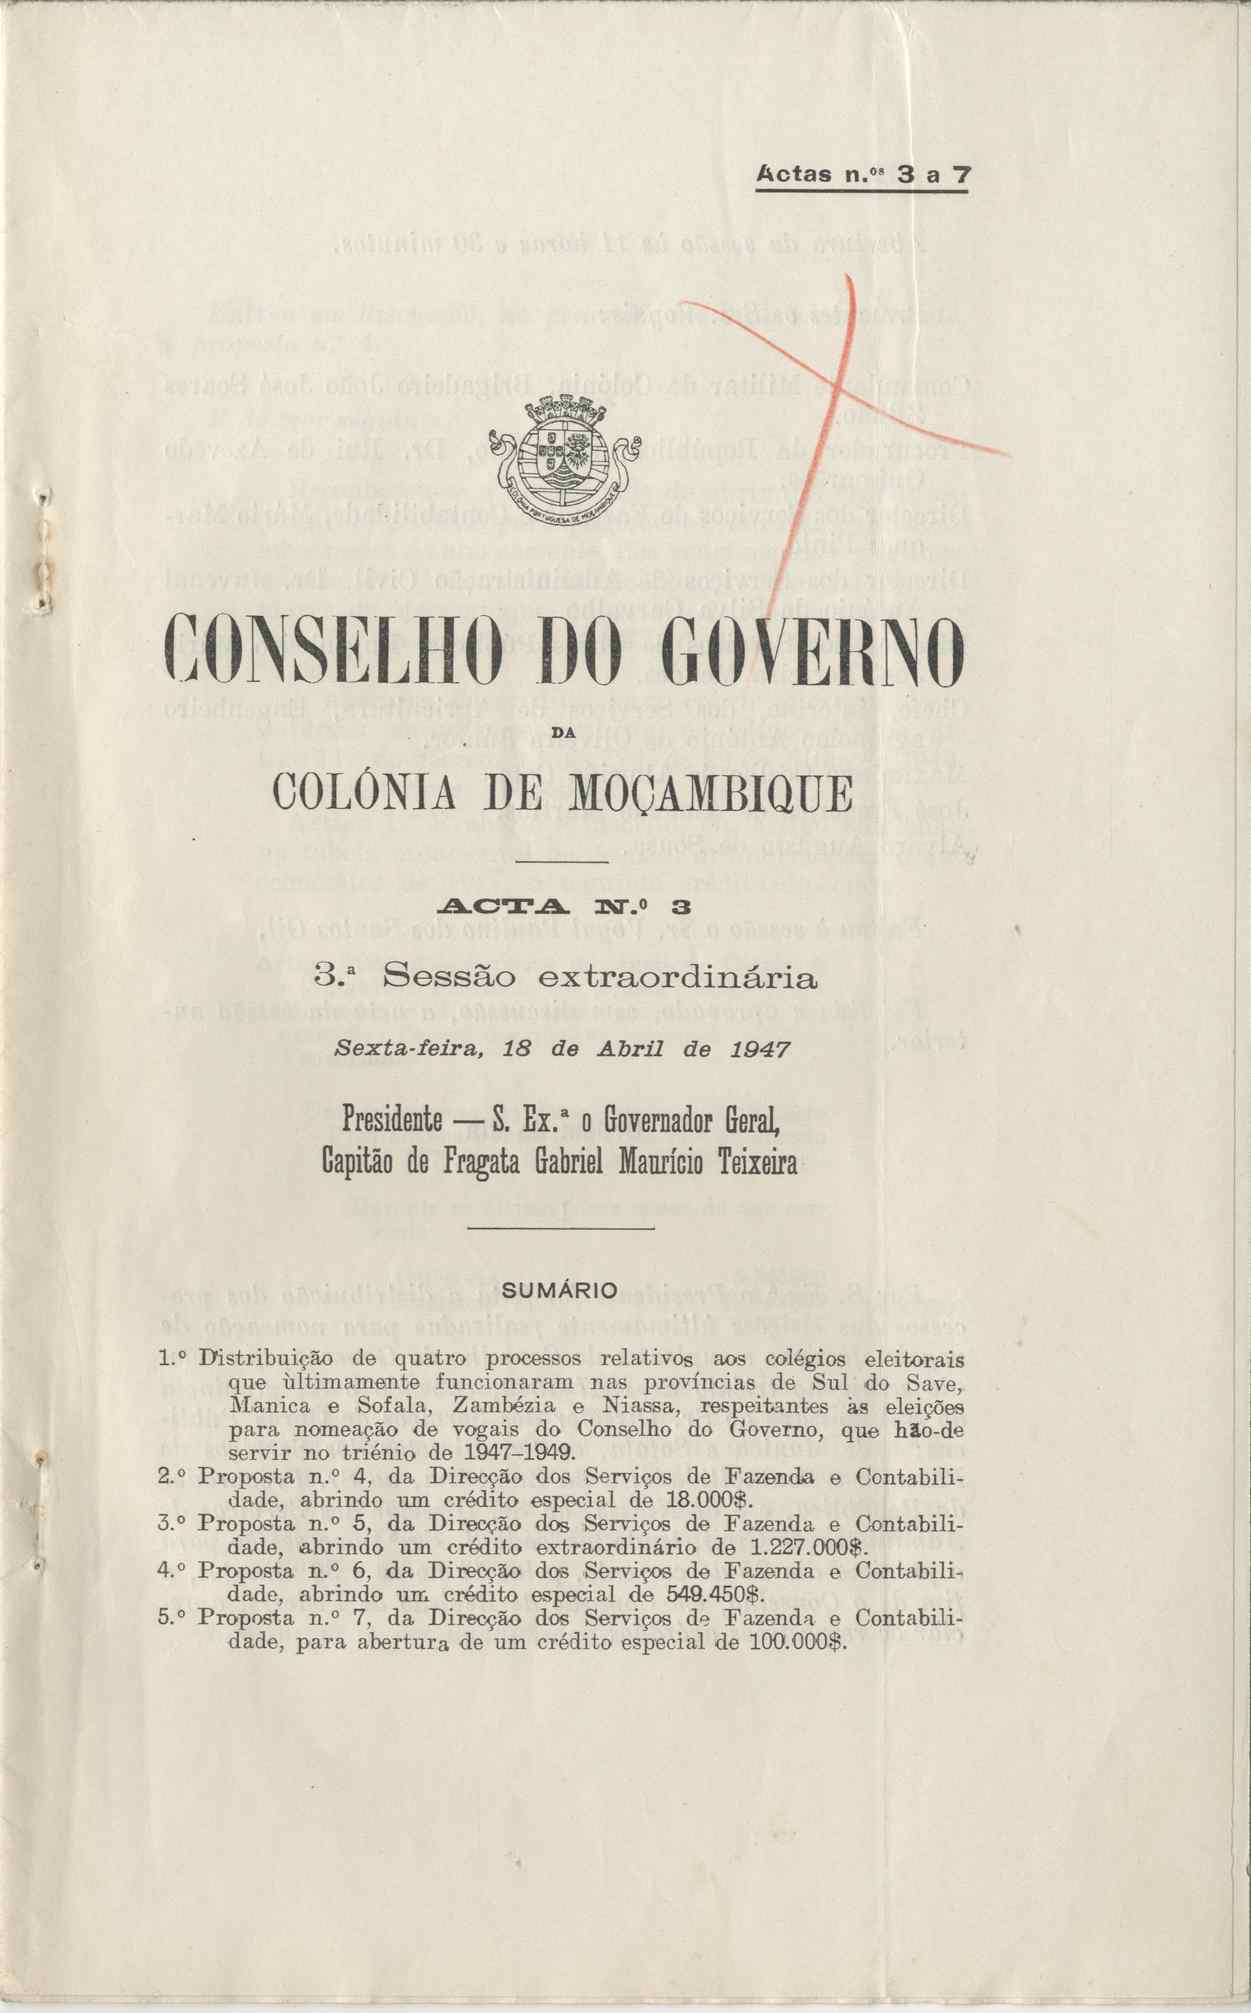 Actas n.ºs 3 a 7
COLÓNIA PORTUGUESA DE MOÇAMBIQUE
CONSELHO DO GOVERNO
DA
COLÓNIA DE MOÇAMBIQUE
ACTA N.º 3
3.ª Sessão extraordinária
Sexta-feira, 18 de Abril de 1947
Presidente — S. Ex.ª o Governador Geral,
Capitão de Fragata Gabriel Maurício Teixeira
SUMÁRIO
1.º Distribuição de quatro processos relativos aos colégios eleitorais
que ùltimamente funcionaram nas províncias de Sul do Save,
Manica e Sofala, Zambézia e Niassa, respeitantes às eleições
para nomeação de vogais do Conselho do Governo, que hão-de
servir no triénio de 1947-1949.
2.º Proposta n.º 4, da Direcção dos Serviços de Fazenda e Contabili-
dade, abrindo um crédito especial de 18.000$.
3.º Proposta n.º 5, da Direcção dos Serviços de Fazenda e Contabili-
dade, abrindo um crédito extraordinário de 1.227.000$.
4.º Proposta n.º 6, da Direcção dos Serviços de Fazenda e Contabili-
dade, abrindo um crédito especial de 549.450$.
5.º Proposta n.º 7, da Direcção dos Serviços de Fazenda e Contabili-
dade, para abertura de um crédito especial de 100.000$.